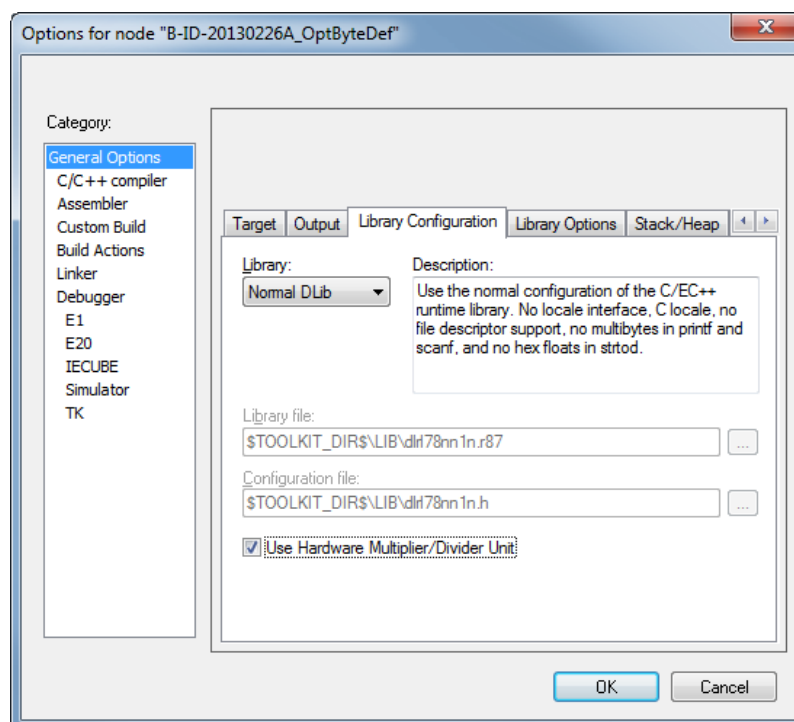 Options for node "B-ID-20130226A_OptByteDef"
Category:
General Options
C/C++ compiler
Assembler
Custom Build
Build Actions
Linker
Debugger
E1
E20
IECUBE
Simulator
TK
Target Output Library Configuration Library Options Stack/Heap
Library:
Normal DLib
Description:
Use the normal configuration of the C/EC++
runtime library. No locale interface, C locale, no
file descriptor support, no multibytes in printf and
scanf, and no hex floats in strtod.
Library file:
$TOOLKIT_DIR$\LIB\dlrl78nn1n.r87
...
Configuration file:
$TOOLKIT_DIR$\LIB\dlrl78nn1n.h
...
Use Hardware Multiplier/Divider Unit
OK Cancel